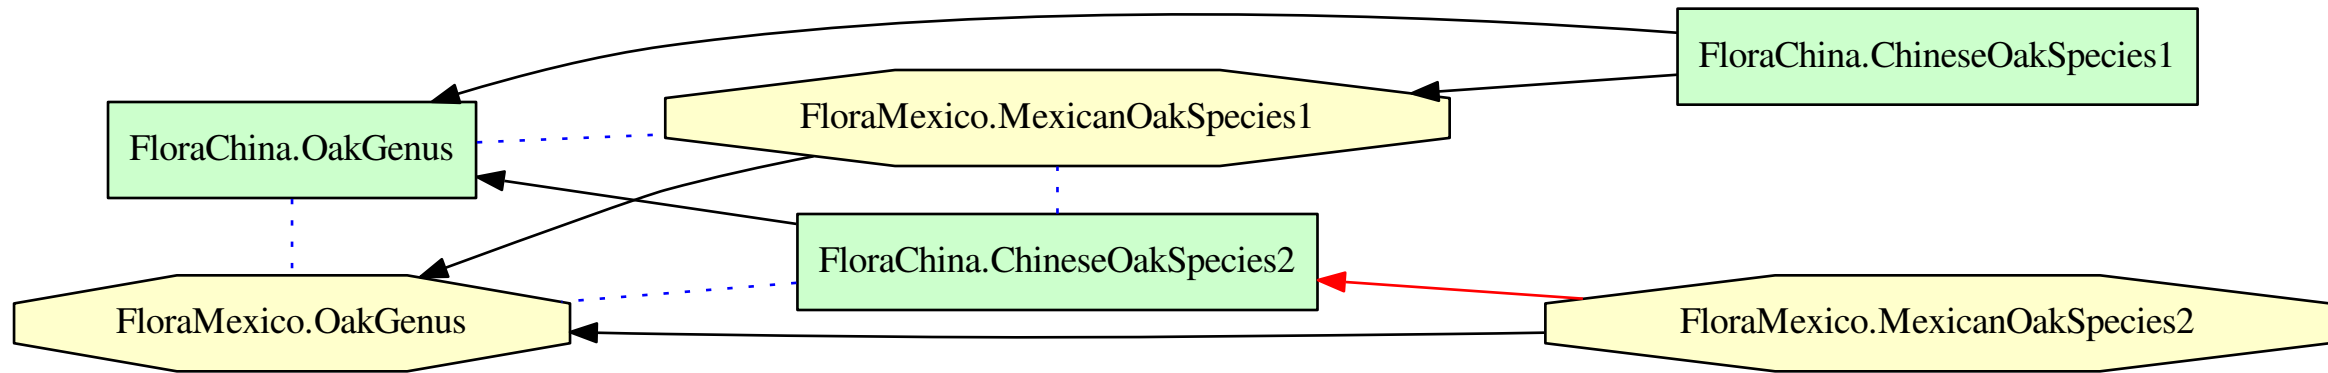 FloraChina.ChineseOakSpecies1
FloraMexico.MexicanOakSpecies1
FloraChina.OakGenus
FloraChina.ChineseOakSpecies2
FloraMexico.OakGenus
FloraMexico.MexicanOakSpecies2